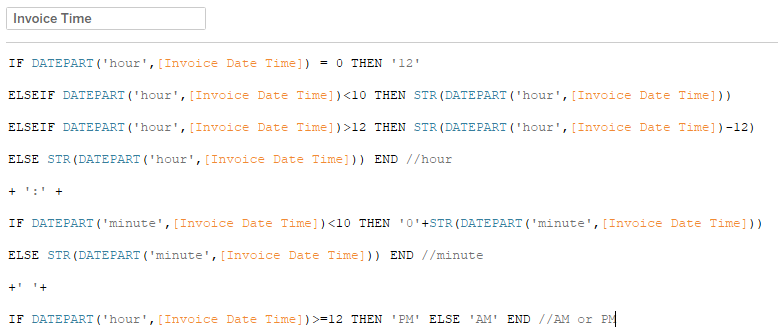 Invoice Time
IF DATEPART('hour',[Invoice Date Time]) = 0 THEN '12'
ELSEIF DATEPART('hour',[Invoice Date Time])<10 THEN STR(DATEPART('hour',[Invoice Date Time]))
ELSEIF DATEPART('hour',[Invoice Date Time])>12 THEN STR(DATEPART('hour',[Invoice Date Time])-12)
ELSE STR(DATEPART('hour',[Invoice Date Time])) END //hour
+ ':' +
IF DATEPART('minute',[Invoice Date Time])<10 THEN '0'+STR(DATEPART('minute',[Invoice Date Time]))
ELSE STR(DATEPART('minute',[Invoice Date Time])) END //minute
+' '+
IF DATEPART('hour',[Invoice Date Time])>=12 THEN 'PM' ELSE 'AM' END //AM or PM